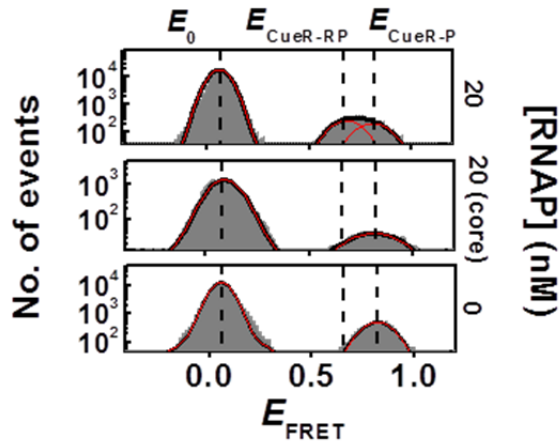 E0 ECueR-RP ECueR-P
10^4
10^3
10^2
20
10^3
10^2
20 (core)
10^4
10^3
10^2
0
No. of events
[RNAP] (nM)
0.0 0.5 1.0
EFRET